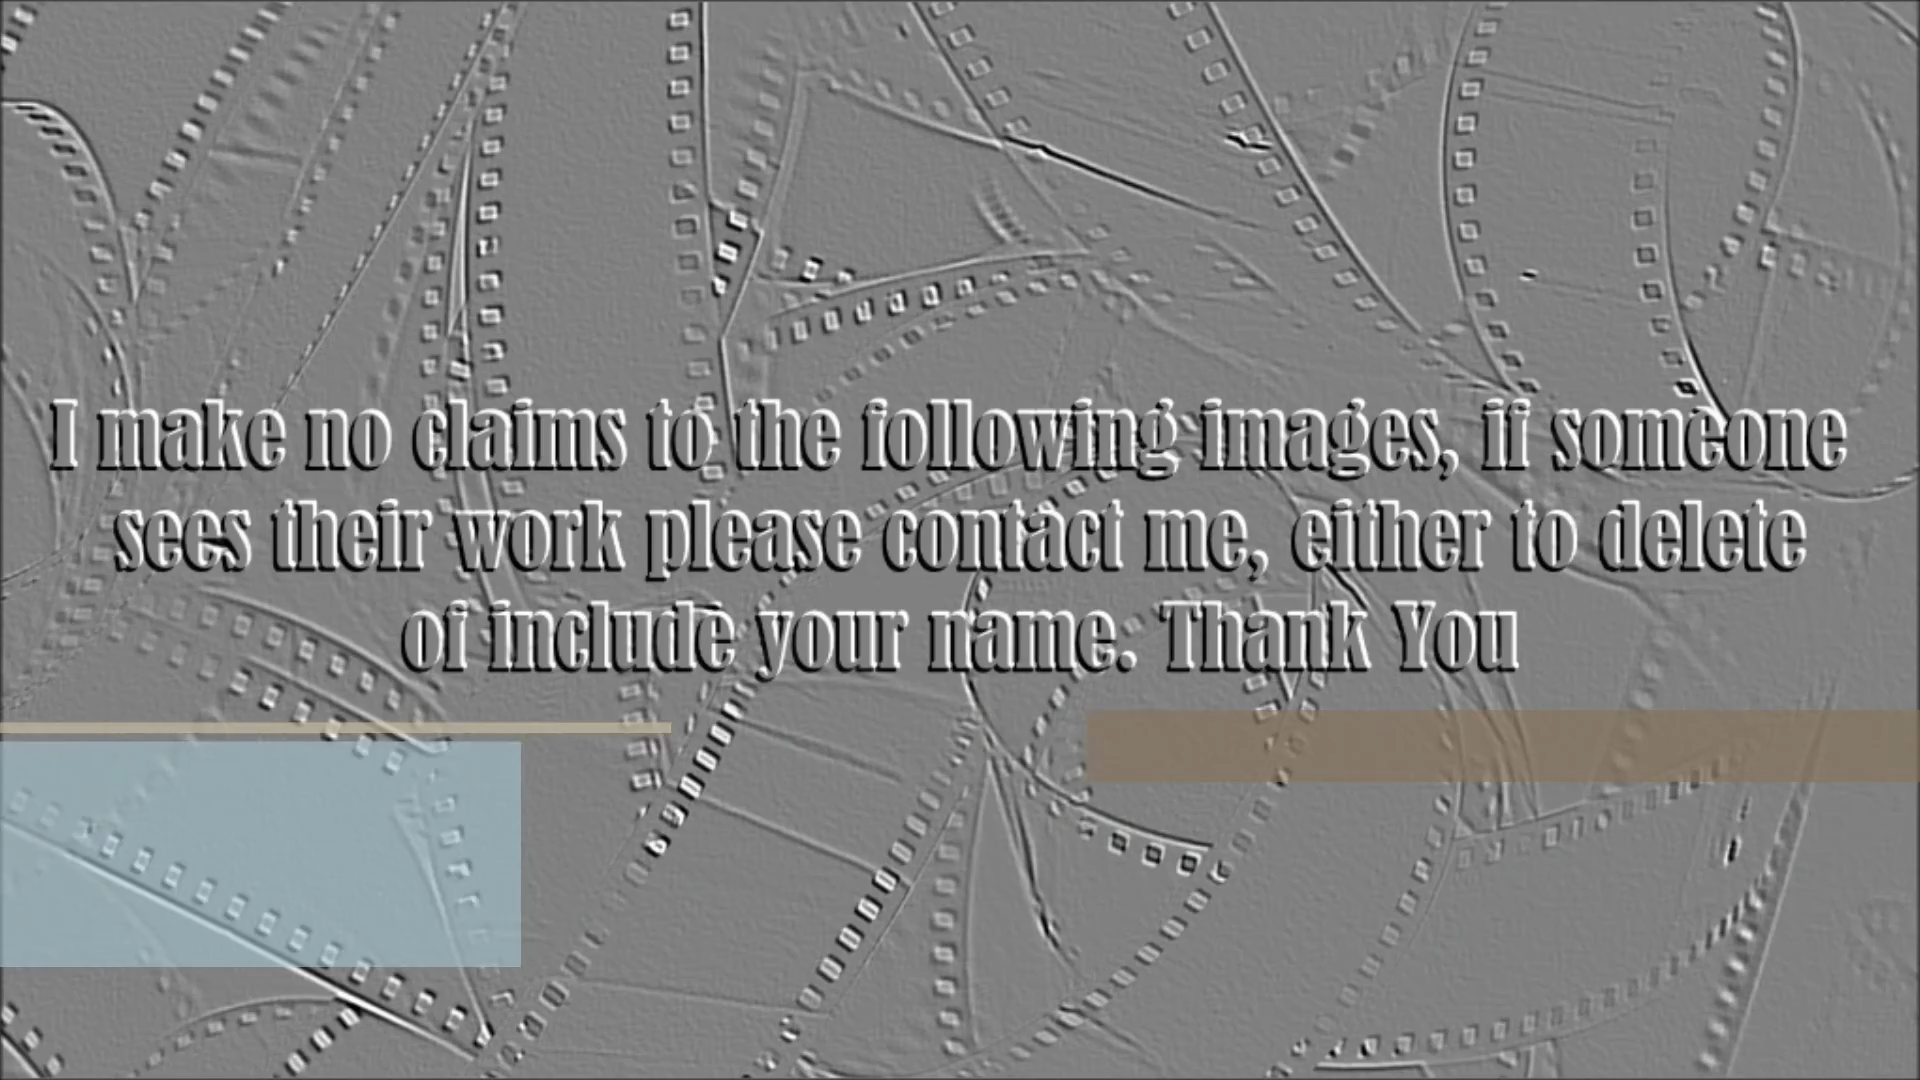 I make no claims to the following images, if someone
sees their work please contact me, either to delete
of include your name. Thank You